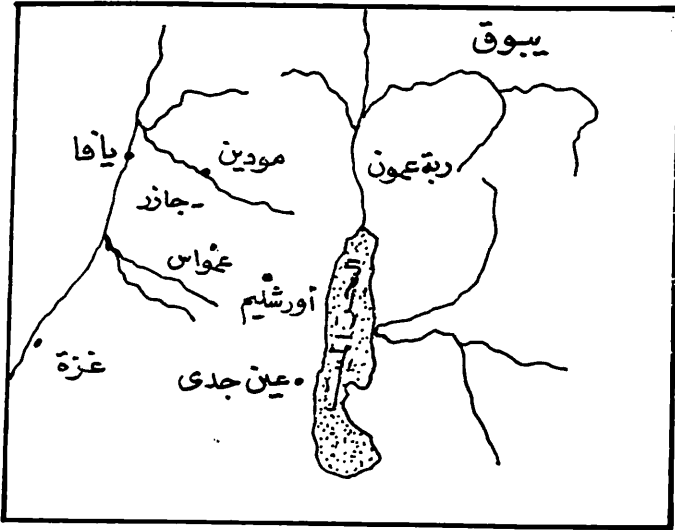 يبوق
يافا
مودين
ربة عمون
جازر
عمواس
أورشليم
غزة
عين جدى